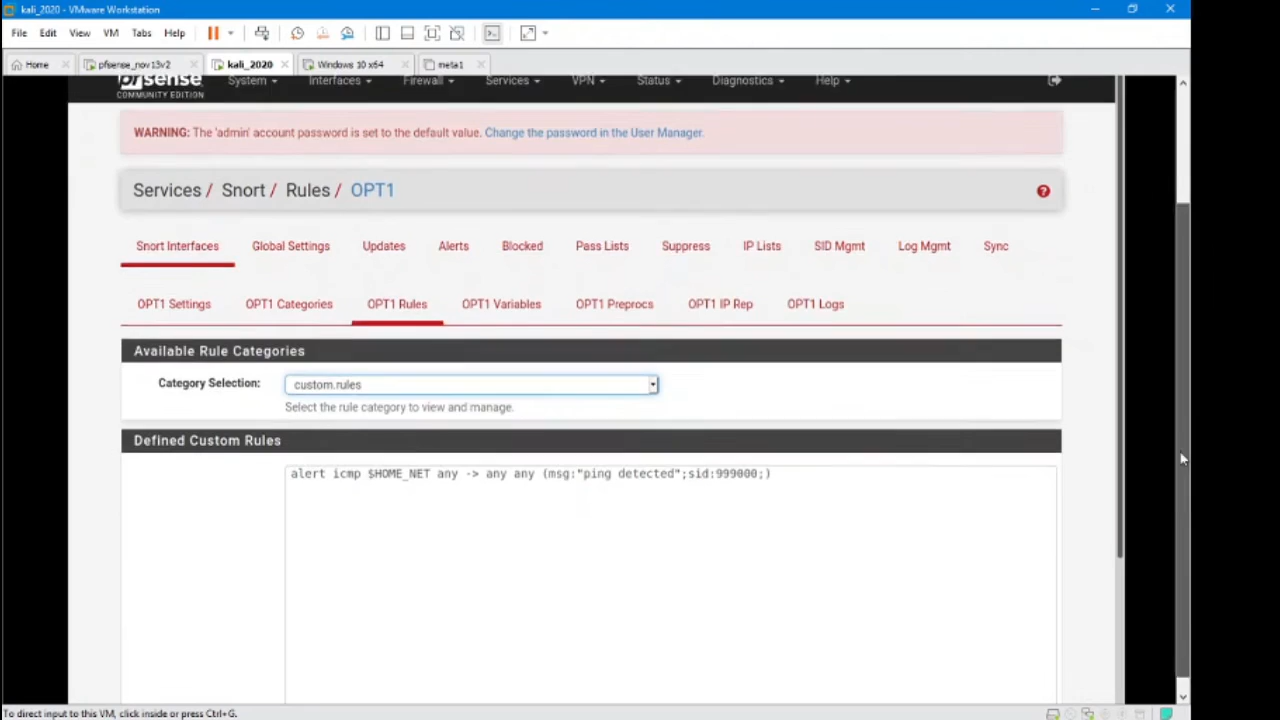 kali_2020 - VMware Workstation
File Edit View VM Tabs Help
Home pfsense_nov13v2 kali_2020 Windows 10 x64 meta1
COMMUNITY EDITION System Interfaces Firewall Services VPN Status Diagnostics Help
WARNING: The 'admin' account password is set to the default value. Change the password in the User Manager.
Services / Snort / Rules / OPT1
Snort Interfaces Global Settings Updates Alerts Blocked Pass Lists Suppress IP Lists SID Mgmt Log Mgmt Sync
OPT1 Settings OPT1 Categories OPT1 Rules OPT1 Variables OPT1 Preprocs OPT1 IP Rep OPT1 Logs
Available Rule Categories
Category Selection: custom.rules
Select the rule category to view and manage.
Defined Custom Rules
alert icmp $HOME_NET any -> any any (msg:"ping detected";sid:999000;)
To direct input to this VM, click inside or press Ctrl+G.